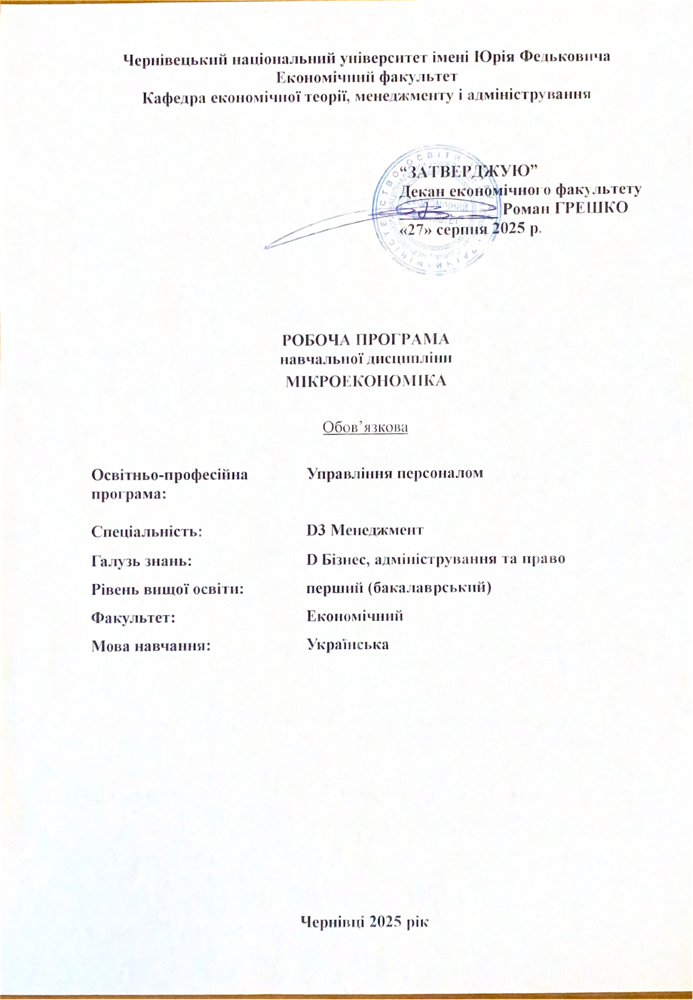 Чернівецький національний університет імені Юрія Федьковича
Економічний факультет
Кафедра економічної теорії, менеджменту і адміністрування
“ЗАТВЕРДЖУЮ”
Декан економічного факультету
Роман ГРЕШКО
«27» серпня 2025 р.
РОБОЧА ПРОГРАМА
навчальної дисципліни
МІКРОЕКОНОМІКА
Обов’язкова
Освітньо-професійна Управління персоналом
програма:
Спеціальність: D3 Менеджмент
Галузь знань: D Бізнес, адміністрування та право
Рівень вищої освіти: перший (бакалаврський)
Факультет: Економічний
Мова навчання: Українська
Чернівці 2025 рік